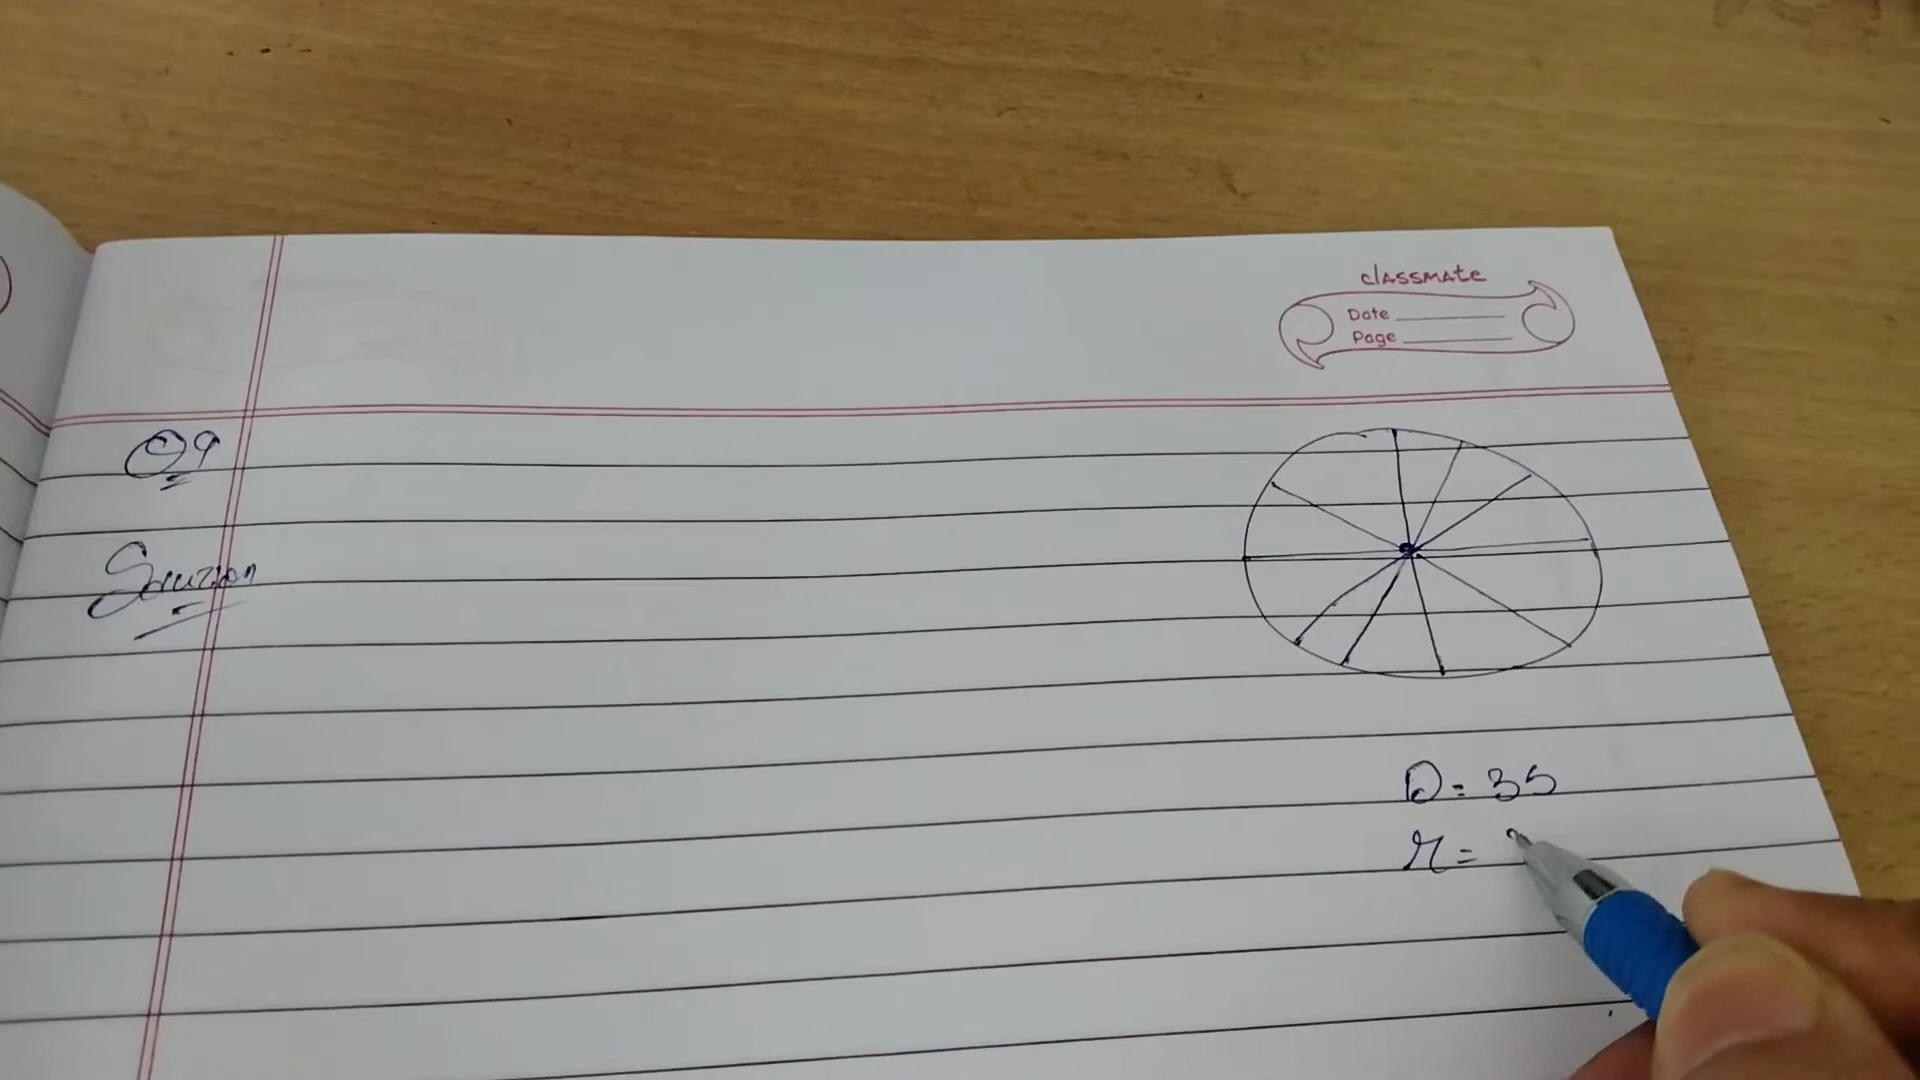 classmate
Date
Page
Q9
Solution
D = 35
r =